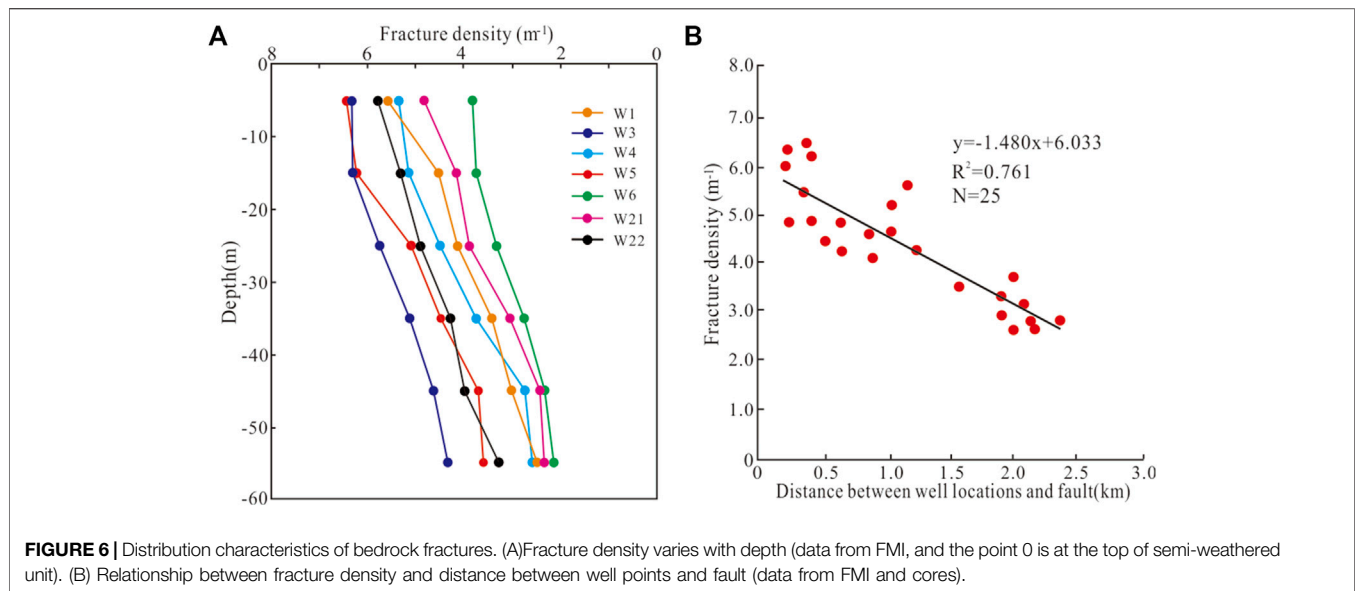 A
Fracture density (m-1)
8 6 4 2 0
0
-10
-20
-30
-40
-50
-60
Depth(m)
W1
W3
W4
W5
W6
W21
W22
B
8.0
7.0
6.0
5.0
4.0
3.0
2.0
1.0
0
Fracture density (m-1)
y=-1.480x+6.033
R2=0.761
N=25
0 0.5 1.0 1.5 2.0 2.5 3.0
Distance between well locations and fault(km)
FIGURE 6 | Distribution characteristics of bedrock fractures. (A)Fracture density varies with depth (data from FMI, and the point 0 is at the top of semi-weathered
unit). (B) Relationship between fracture density and distance between well points and fault (data from FMI and cores).